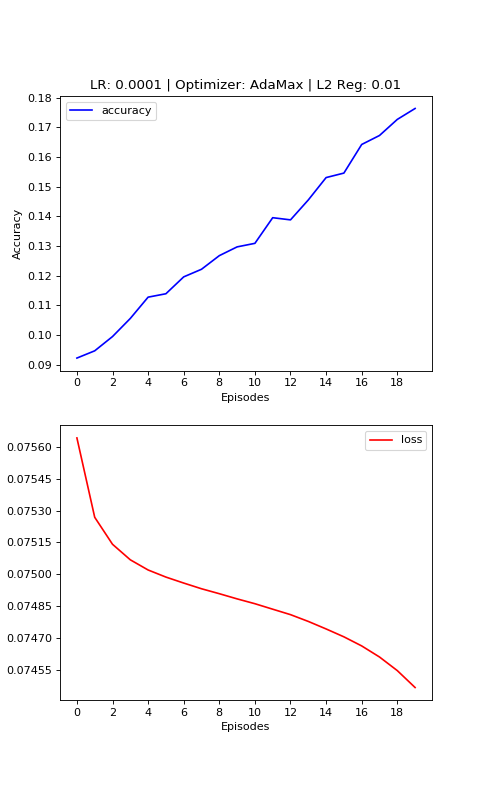 LR: 0.0001 | Optimizer: AdaMax | L2 Reg: 0.01
accuracy
0.18
0.17
0.16
0.15
0.14
0.13
0.12
0.11
0.10
0.09
Accuracy
0 2 4 6 8 10 12 14 16 18
Episodes
loss
0.07560
0.07545
0.07530
0.07515
0.07500
0.07485
0.07470
0.07455
0 2 4 6 8 10 12 14 16 18
Episodes